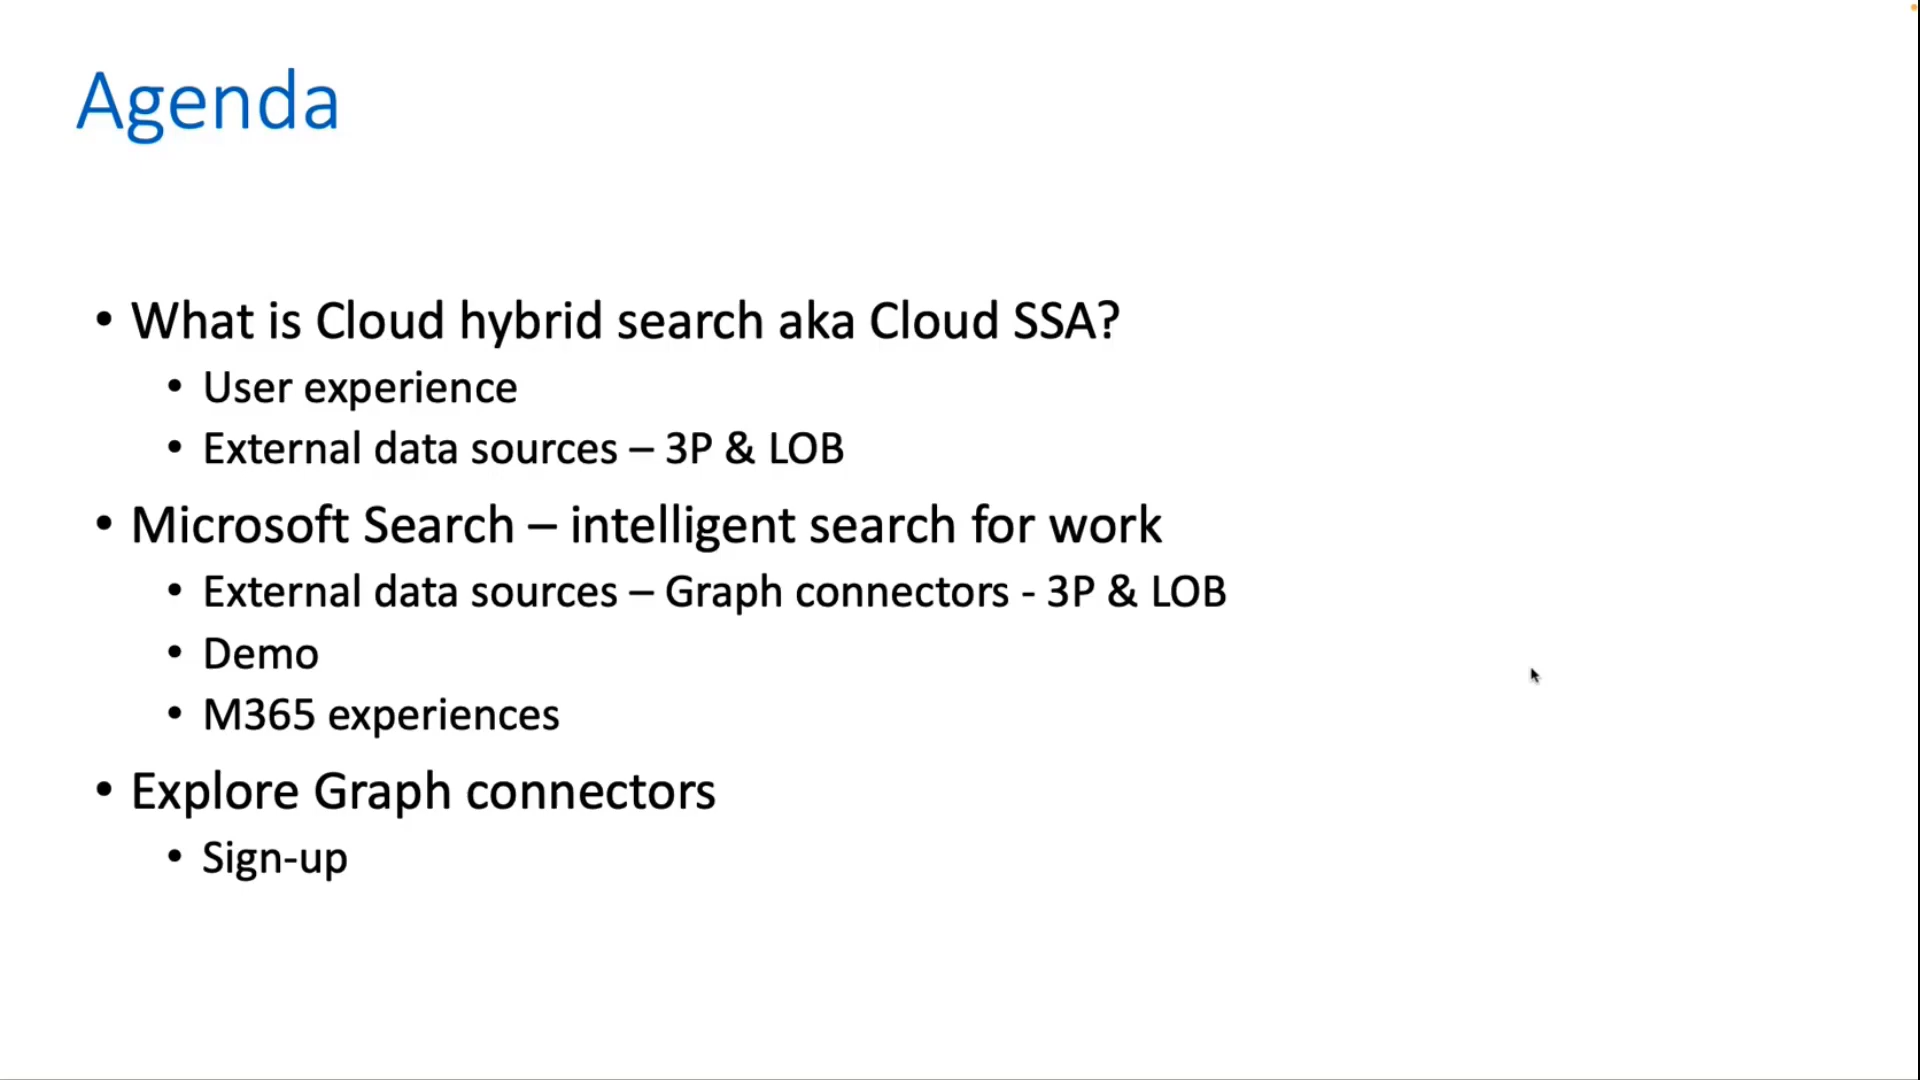 Agenda
• What is Cloud hybrid search aka Cloud SSA?
• User experience
• External data sources – 3P & LOB
• Microsoft Search – intelligent search for work
• External data sources – Graph connectors - 3P & LOB
• Demo
• M365 experiences
• Explore Graph connectors
• Sign-up